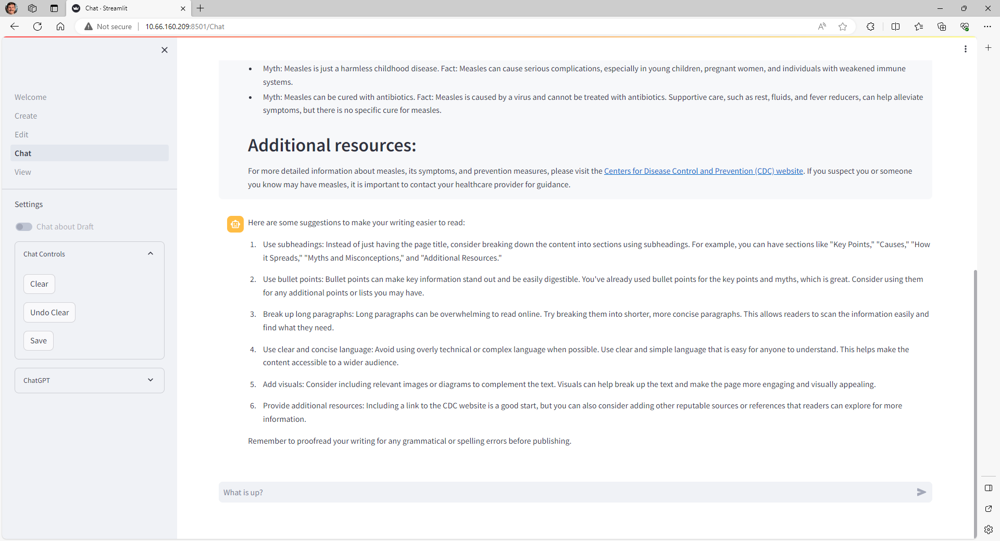 Chat · Streamlit
Not secure
10.66.160.209:8501/Chat
Welcome
Create
Edit
Chat
View
Settings
Chat about Draft
Chat Controls
Clear
Undo Clear
Save
ChatGPT
• Myth: Measles is just a harmless childhood disease. Fact: Measles can cause serious complications, especially in young children, pregnant women, and individuals with weakened immune
systems.
• Myth: Measles can be cured with antibiotics. Fact: Measles is caused by a virus and cannot be treated with antibiotics. Supportive care, such as rest, fluids, and fever reducers, can help alleviate
symptoms, but there is no specific cure for measles.
Additional resources:
For more detailed information about measles, its symptoms, and prevention measures, please visit the Centers for Disease Control and Prevention (CDC) website. If you suspect you or someone
you know may have measles, it is important to contact your healthcare provider for guidance.
Here are some suggestions to make your writing easier to read:
1. Use subheadings: Instead of just having the page title, consider breaking down the content into sections using subheadings. For example, you can have sections like "Key Points," "Causes," "How
it Spreads," "Myths and Misconceptions," and "Additional Resources."
2. Use bullet points: Bullet points can make key information stand out and be easily digestible. You've already used bullet points for the key points and myths, which is great. Consider using them
for any additional points or lists you may have.
3. Break up long paragraphs: Long paragraphs can be overwhelming to read online. Try breaking them into shorter, more concise paragraphs. This allows readers to scan the information easily and
find what they need.
4. Use clear and concise language: Avoid using overly technical or complex language when possible. Use clear and simple language that is easy for anyone to understand. This helps make the
content accessible to a wider audience.
5. Add visuals: Consider including relevant images or diagrams to complement the text. Visuals can help break up the text and make the page more engaging and visually appealing.
6. Provide additional resources: Including a link to the CDC website is a good start, but you can also consider adding other reputable sources or references that readers can explore for more
information.
Remember to proofread your writing for any grammatical or spelling errors before publishing.
What is up?